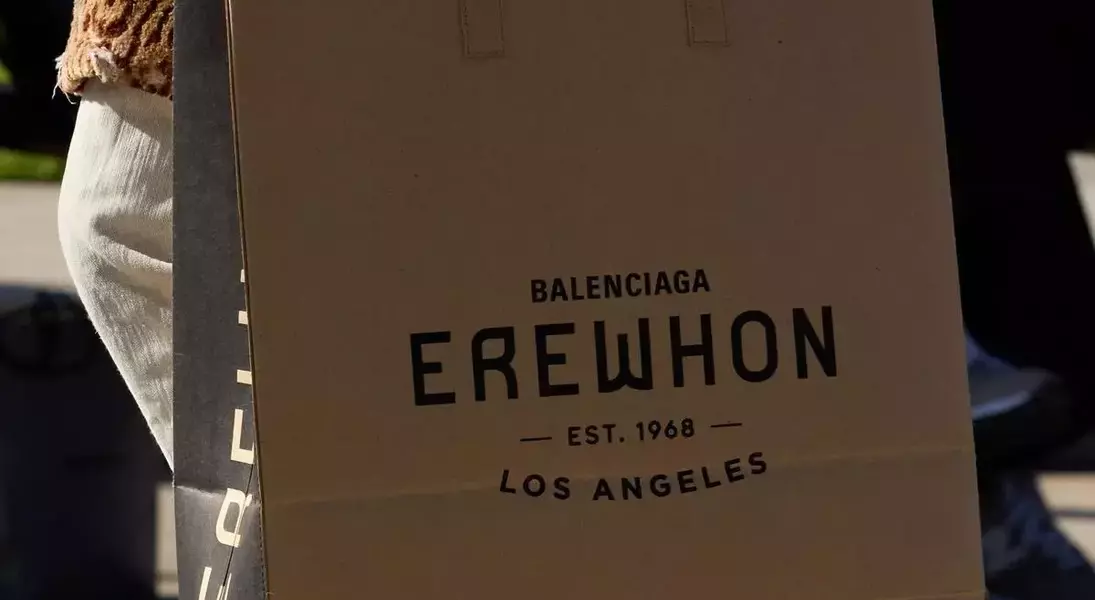 BALENCIAGA
EREWHON
— EST. 1968 —
LOS ANGELES